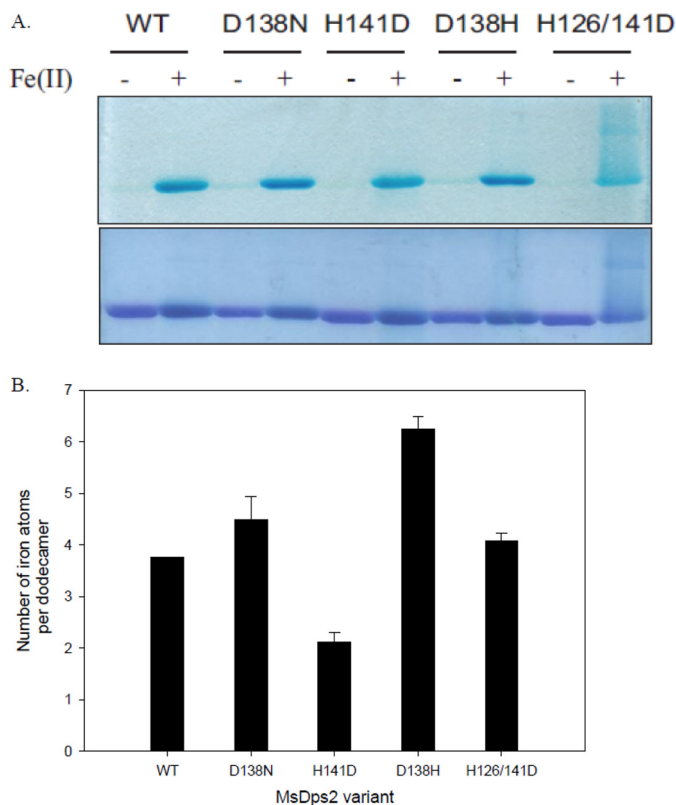 A.
WT D138N H141D D138H H126/141D
Fe(II) - + - + - + - + - +
B.
7
6
5
4
3
2
1
0
Number of iron atoms
per dodecamer
WT D138N H141D D138H H126/141D
MsDps2 variant